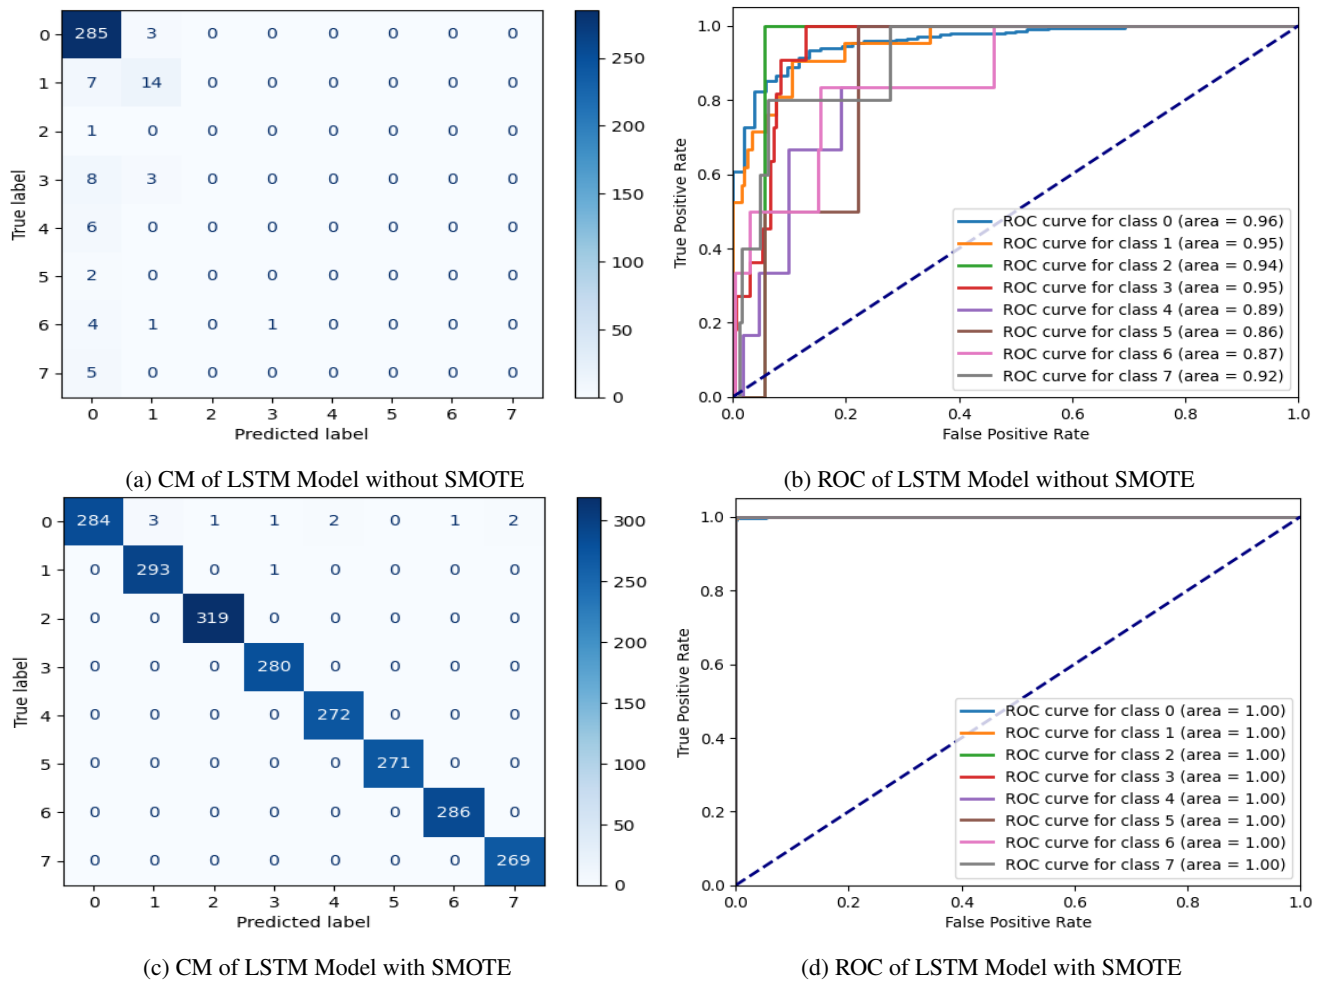 0 285 3 0 0 0 0 0 0
1 7 14 0 0 0 0 0 0
2 1 0 0 0 0 0 0 0
3 8 3 0 0 0 0 0 0
4 6 0 0 0 0 0 0 0
5 2 0 0 0 0 0 0 0
6 4 1 0 1 0 0 0 0
7 5 0 0 0 0 0 0 0
0 1 2 3 4 5 6 7
Predicted label
True label
250
200
150
100
50
0
1.0
0.8
0.6
0.4
0.2
0.0
True Positive Rate
ROC curve for class 0 (area = 0.96)
ROC curve for class 1 (area = 0.95)
ROC curve for class 2 (area = 0.94)
ROC curve for class 3 (area = 0.95)
ROC curve for class 4 (area = 0.89)
ROC curve for class 5 (area = 0.86)
ROC curve for class 6 (area = 0.87)
ROC curve for class 7 (area = 0.92)
0.0 0.2 0.4 0.6 0.8 1.0
False Positive Rate
(a) CM of LSTM Model without SMOTE
(b) ROC of LSTM Model without SMOTE
0 284 3 1 1 2 0 1 2
1 0 293 0 1 0 0 0 0
2 0 0 319 0 0 0 0 0
3 0 0 0 280 0 0 0 0
4 0 0 0 0 272 0 0 0
5 0 0 0 0 0 271 0 0
6 0 0 0 0 0 0 286 0
7 0 0 0 0 0 0 0 269
0 1 2 3 4 5 6 7
Predicted label
True label
300
250
200
150
100
50
0
1.0
0.8
0.6
0.4
0.2
0.0
True Positive Rate
ROC curve for class 0 (area = 1.00)
ROC curve for class 1 (area = 1.00)
ROC curve for class 2 (area = 1.00)
ROC curve for class 3 (area = 1.00)
ROC curve for class 4 (area = 1.00)
ROC curve for class 5 (area = 1.00)
ROC curve for class 6 (area = 1.00)
ROC curve for class 7 (area = 1.00)
0.0 0.2 0.4 0.6 0.8 1.0
False Positive Rate
(c) CM of LSTM Model with SMOTE
(d) ROC of LSTM Model with SMOTE